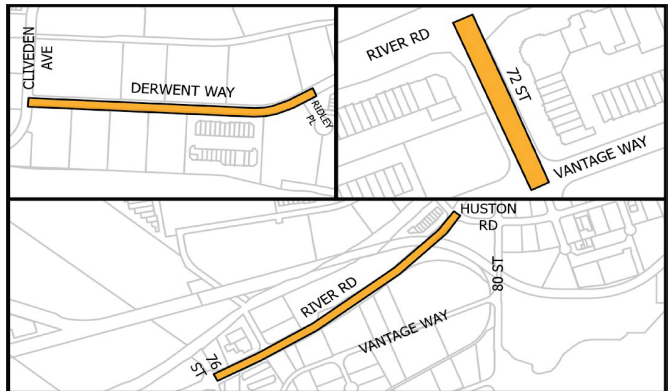 CLIVEDEN
AVE
DERWENT WAY
RIDLEY
PL
RIVER RD
72 ST
VANTAGE WAY
HUSTON
RD
80 ST
RIVER RD
VANTAGE WAY
76
ST